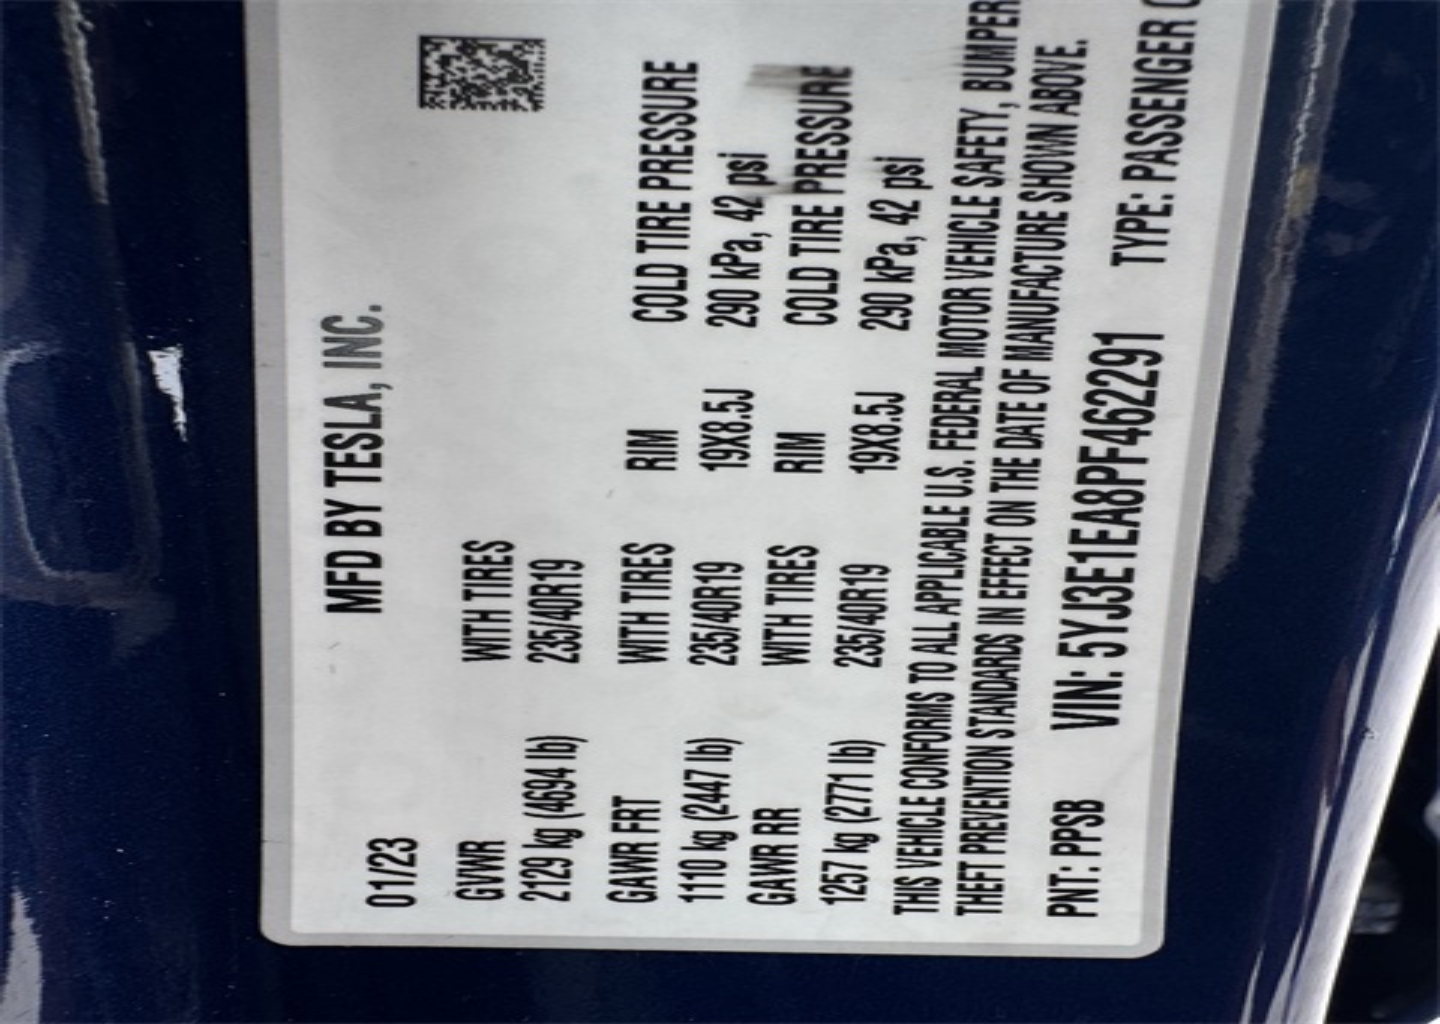 MFD BY TESLA, INC.
01/23
GVWR WITH TIRES
2129 kg (4694 lb) 235/40R19
GAWR FRT WITH TIRES RIM COLD TIRE PRESSURE
1110 kg (2447 lb) 235/40R19 19X8.5J 290 kPa, 42 psi
GAWR RR WITH TIRES RIM COLD TIRE PRESSURE
1257 kg (2771 lb) 235/40R19 19X8.5J 290 kPa, 42 psi
THIS VEHICLE CONFORMS TO ALL APPLICABLE U.S. FEDERAL MOTOR VEHICLE SAFETY, BUMPER
THEFT PREVENTION STANDARDS IN EFFECT ON THE DATE OF MANUFACTURE SHOWN ABOVE.
PNT: PPSB VIN: 5YJ3E1EA8PF462291 TYPE: PASSENGER